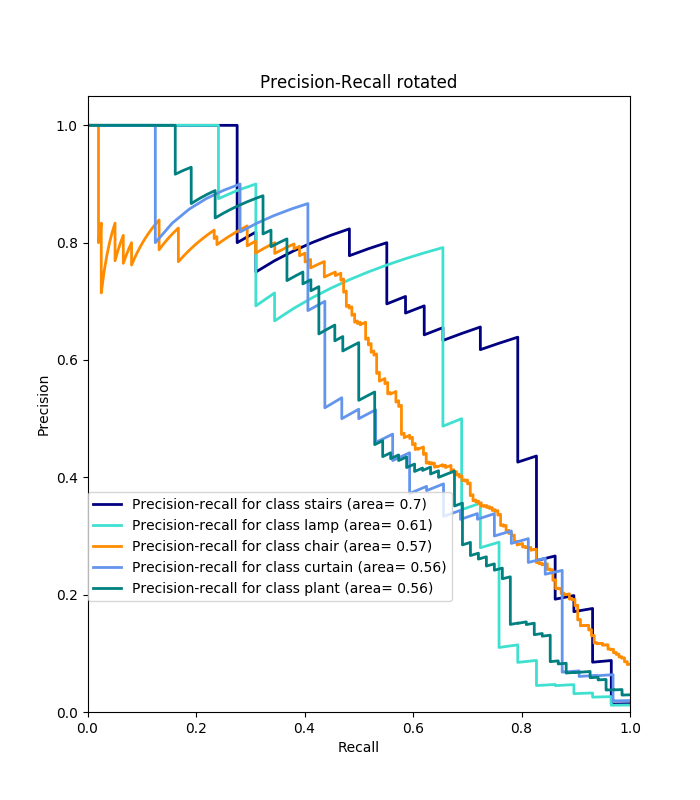 Precision-Recall rotated
1.0
0.8
0.6
0.4
0.2
0.0
Precision
Precision-recall for class stairs (area= 0.7)
Precision-recall for class lamp (area= 0.61)
Precision-recall for class chair (area= 0.57)
Precision-recall for class curtain (area= 0.56)
Precision-recall for class plant (area= 0.56)
0.0 0.2 0.4 0.6 0.8 1.0
Recall